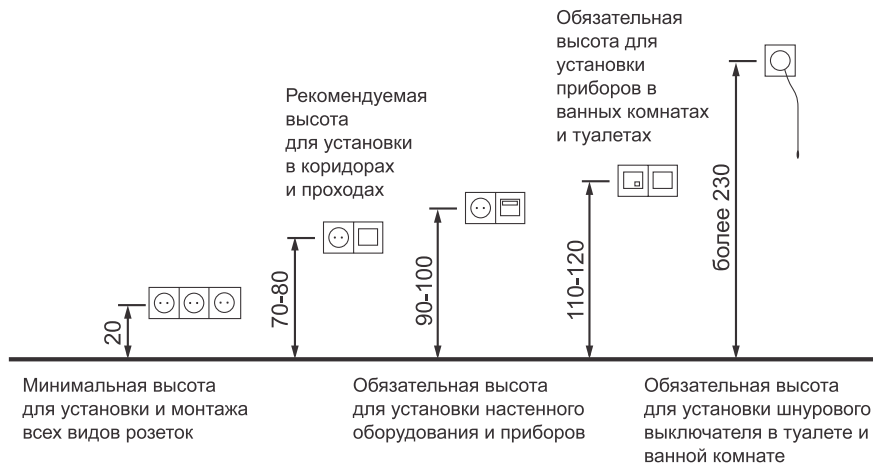 Обязательная
высота для
установки
приборов в
ванных комнатах
и туалетах
Рекомендуемая
высота
для установки
в коридорах
и проходах
20
70-80
90-100
110-120
более 230
Минимальная высота
для установки и монтажа
всех видов розеток
Обязательная высота
для установки настенного
оборудования и приборов
Обязательная высота
для установки шнурового
выключателя в туалете и
ванной комнате